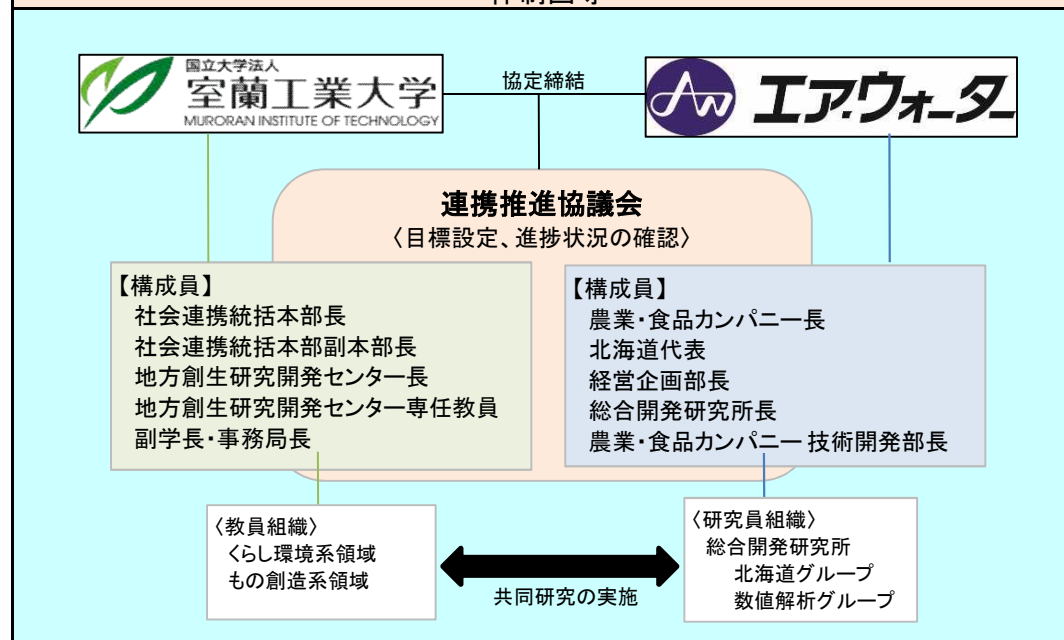 国立大学法人
室蘭工業大学
MURORAN INSTITUTE OF TECHNOLOGY
協定締結
エア・ウォーター
連携推進協議会
〈目標設定、進捗状況の確認〉
【構成員】
社会連携統括本部長
社会連携統括本部副本部長
地方創生研究開発センター長
地方創生研究開発センター専任教員
副学長・事務局長
【構成員】
農業・食品カンパニー長
北海道代表
経営企画部長
総合開発研究所長
農業・食品カンパニー 技術開発部長
〈教員組織〉
くらし環境系領域
もの創造系領域
共同研究の実施
〈研究員組織〉
総合開発研究所
北海道グループ
数値解析グループ